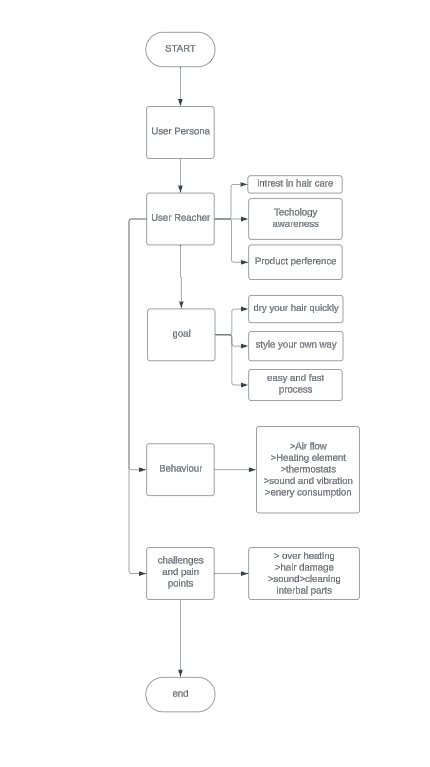 START
User Persona
User Reacher
intrest in hair care
Techology
awareness
Product perference
goal
dry your hair quickly
style your own way
easy and fast
process
Behaviour
>Air flow
>Heating element
>thermostats
>sound and vibration
>enery consumption
challenges
and pain
points
> over heating
>hair damage
>sound>cleaning
interbal parts
end